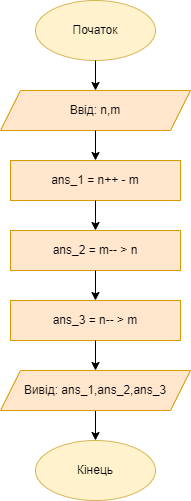 Початок
Ввід: n,m
ans_1 = n++ - m
ans_2 = m-- > n
ans_3 = n-- > m
Вивід: ans_1,ans_2,ans_3
Кінець